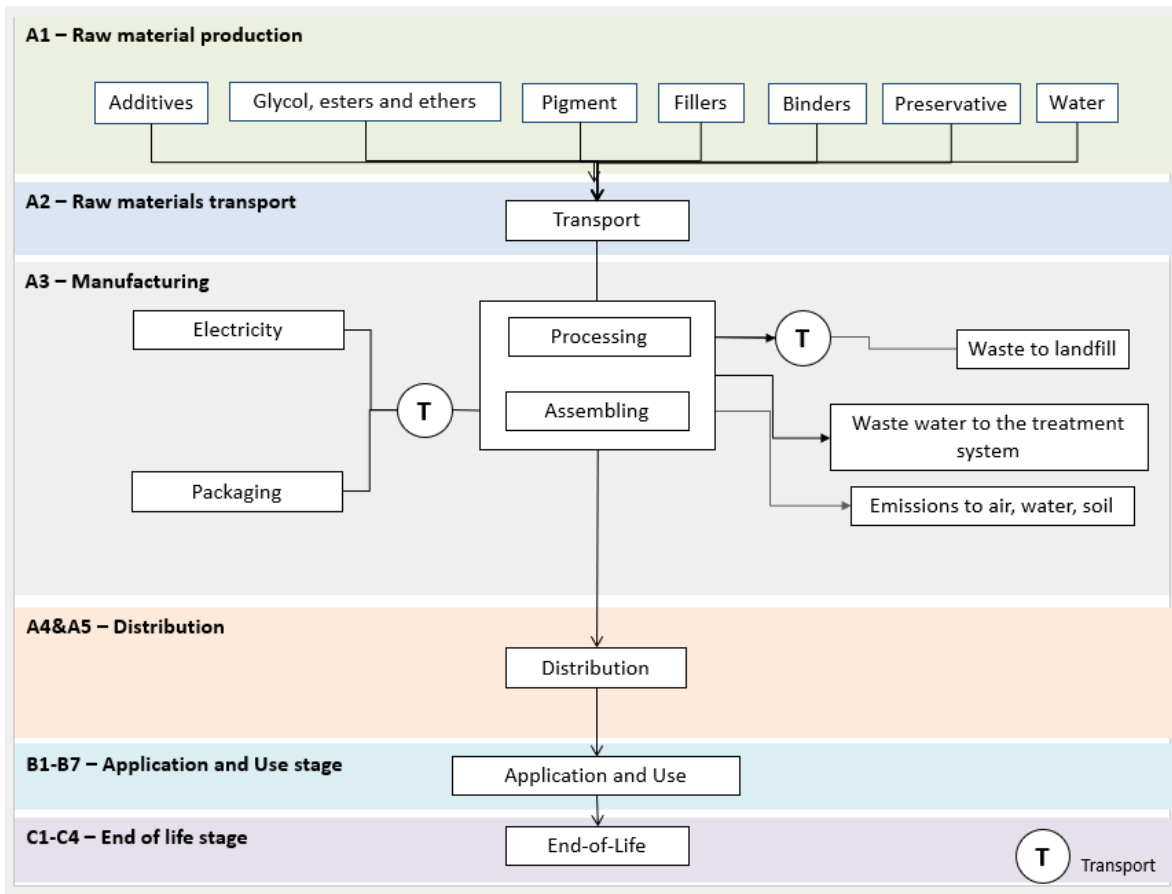 A1 – Raw material production
Additives
Glycol, esters and ethers
Pigment
Fillers
Binders
Preservative
Water
A2 – Raw materials transport
Transport
A3 – Manufacturing
Electricity
Processing
T
Waste to landfill
T
Assembling
Waste water to the treatment
system
Packaging
Emissions to air, water, soil
A4&A5 – Distribution
Distribution
B1-B7 – Application and Use stage
Application and Use
C1-C4 – End of life stage
End-of-Life
T
Transport